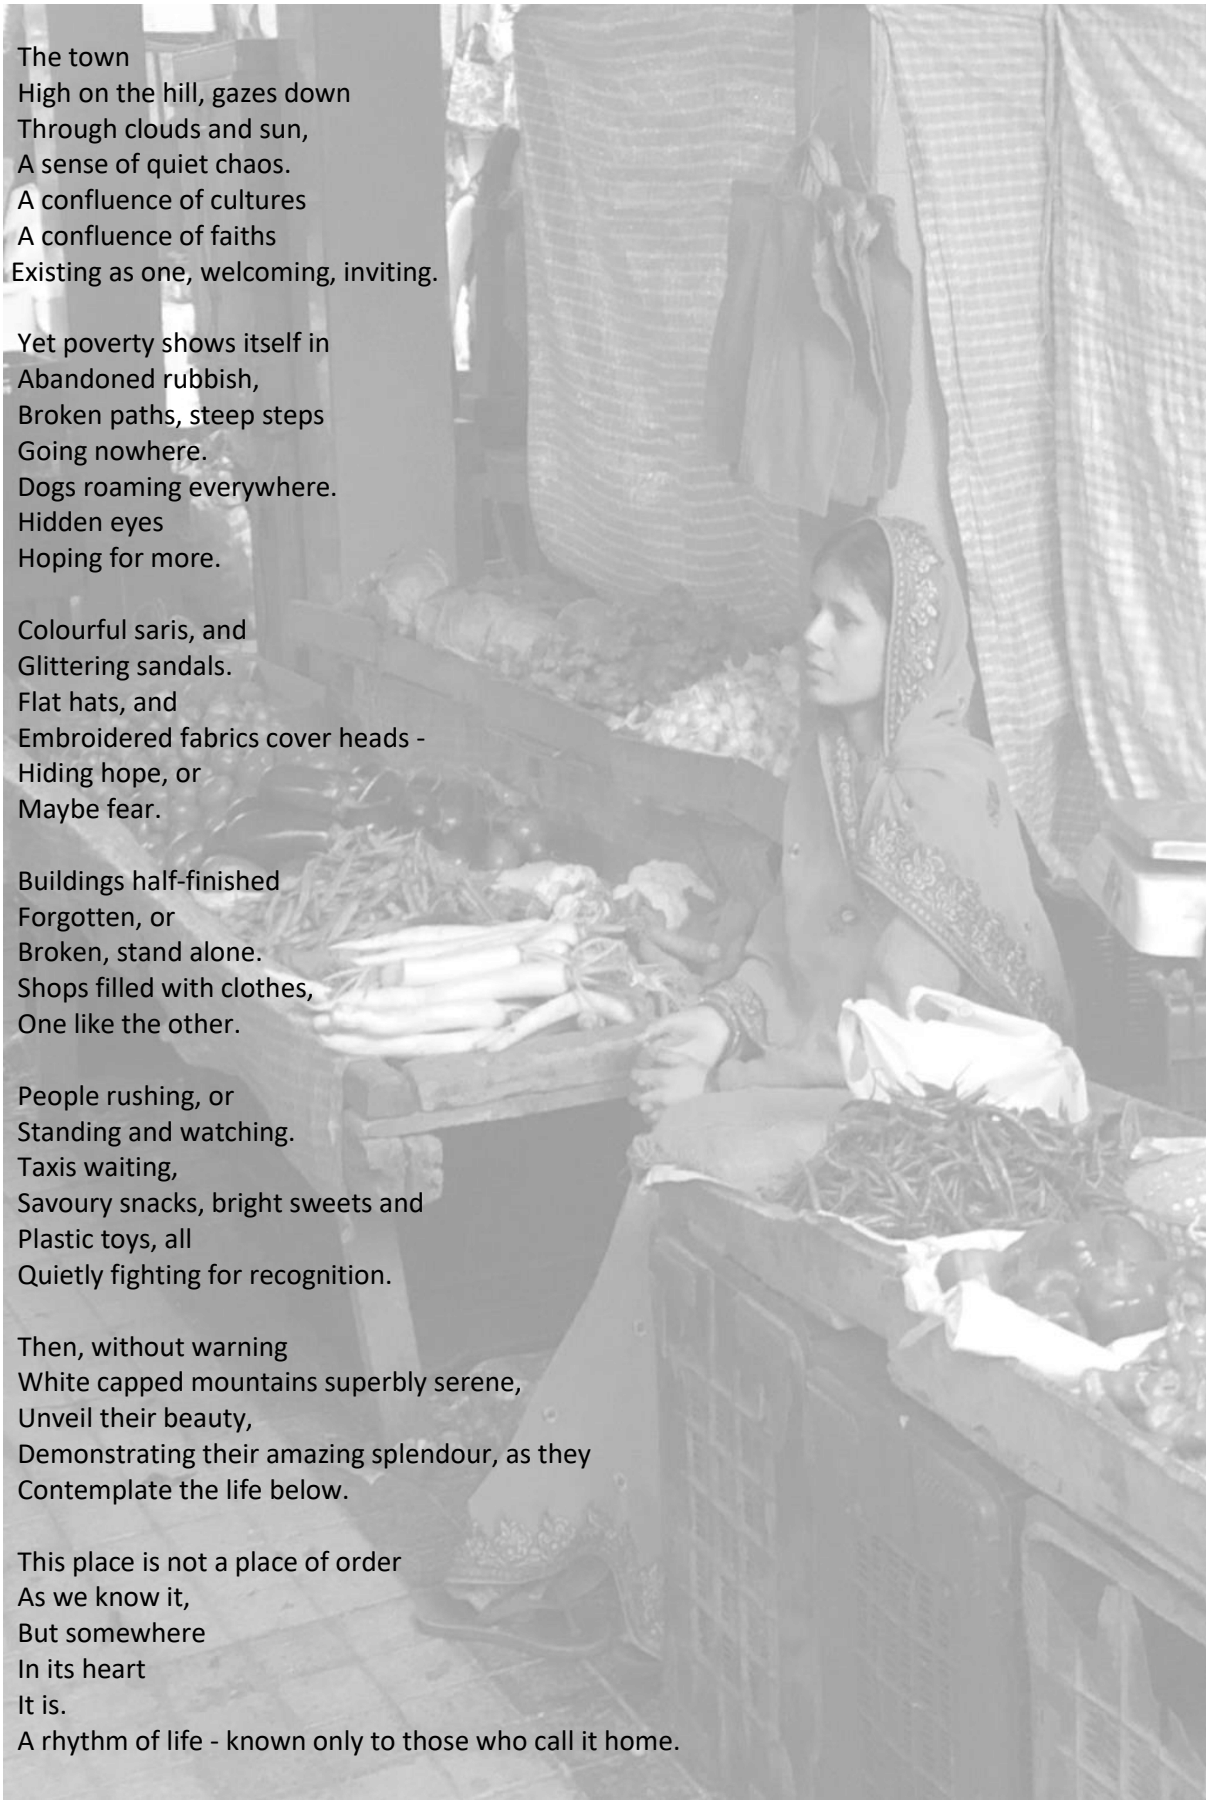 The town
High on the hill, gazes down
Through clouds and sun,
A sense of quiet chaos.
A confluence of cultures
A confluence of faiths
Existing as one, welcoming, inviting.
Yet poverty shows itself in
Abandoned rubbish,
Broken paths, steep steps
Going nowhere.
Dogs roaming everywhere.
Hidden eyes
Hoping for more.
Colourful saris, and
Glittering sandals.
Flat hats, and
Embroidered fabrics cover heads -
Hiding hope, or
Maybe fear.
Buildings half-finished
Forgotten, or
Broken, stand alone.
Shops filled with clothes,
One like the other.
People rushing, or
Standing and watching.
Taxis waiting,
Savoury snacks, bright sweets and
Plastic toys, all
Quietly fighting for recognition.
Then, without warning
White capped mountains superbly serene,
Unveil their beauty,
Demonstrating their amazing splendour, as they
Contemplate the life below.
This place is not a place of order
As we know it,
But somewhere
In its heart
It is.
A rhythm of life - known only to those who call it home.